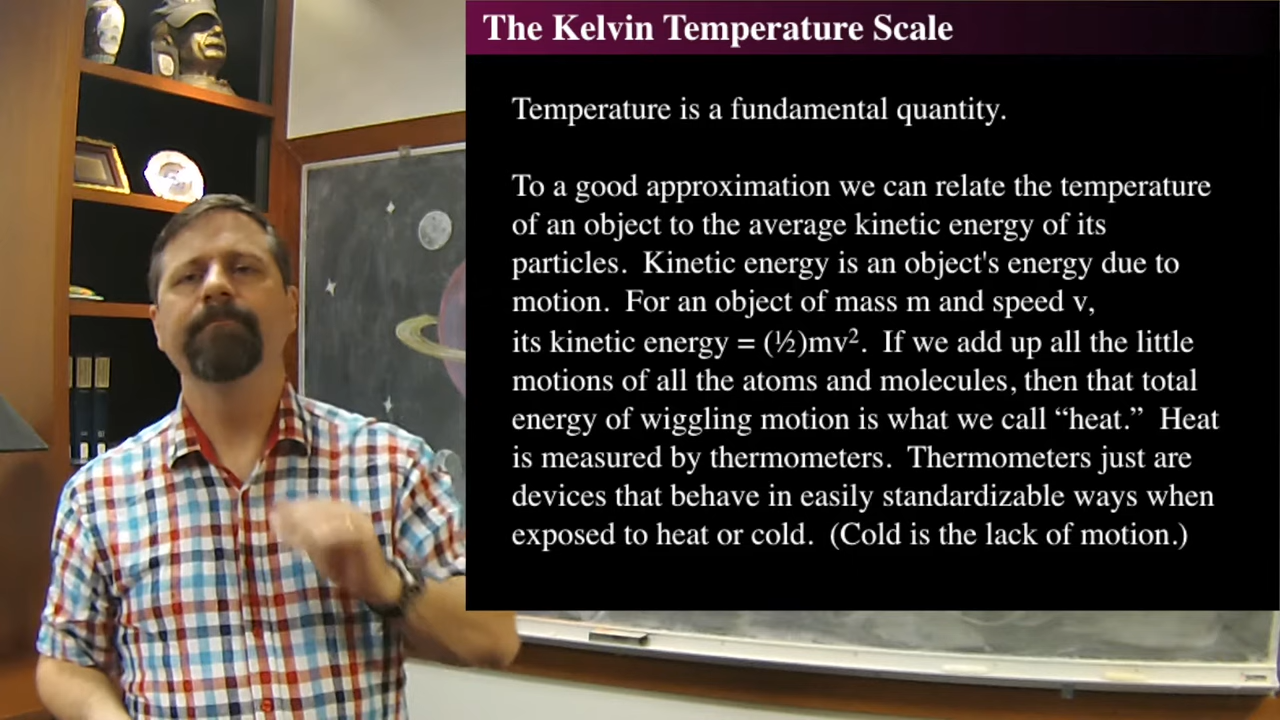 The Kelvin Temperature Scale
Temperature is a fundamental quantity.
To a good approximation we can relate the temperature
of an object to the average kinetic energy of its
particles.  Kinetic energy is an object's energy due to
motion.  For an object of mass m and speed v,
its kinetic energy = (½)mv².  If we add up all the little
motions of all the atoms and molecules, then that total
energy of wiggling motion is what we call “heat.”  Heat
is measured by thermometers.  Thermometers just are
devices that behave in easily standardizable ways when
exposed to heat or cold.  (Cold is the lack of motion.)